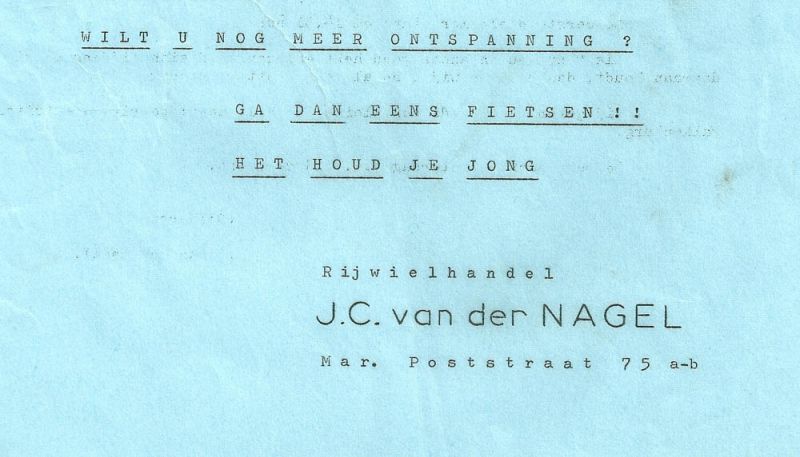 WILT U NOG MEER ONTSPANNING ?
GA DAN EENS FIETSEN !!
HET HOUD JE JONG
Rijwielhandel
J.C. van der NAGEL
Mar. Poststraat 75 a-b